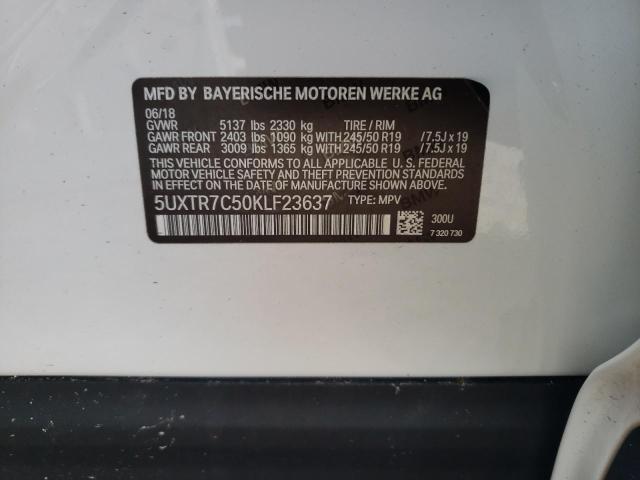 MFD BY BAYERISCHE MOTOREN WERKE AG
06/18
GVWR 5137 lbs 2330 kg TIRE / RIM
GAWR FRONT 2403 lbs 1090 kg WITH 245/50 R19 /7.5J x 19
GAWR REAR 3009 lbs 1365 kg WITH 245/50 R19 /7.5J x 19
THIS VEHICLE CONFORMS TO ALL APPLICABLE U. S. FEDERAL
MOTOR VEHICLE SAFETY AND THEFT PREVENTION STANDARDS
IN EFFECT ON THE DATE OF MANUFACTURE SHOWN ABOVE.
5UXTR7C50KLF23637 TYPE: MPV
300U
7 320 730